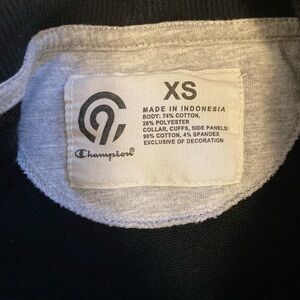 XS
MADE IN INDONESIA
BODY: 74% COTTON,
26% POLYESTER
COLLAR, CUFFS, SIDE PANELS:
96% COTTON, 4% SPANDEX
EXCLUSIVE OF DECORATION
Champion®